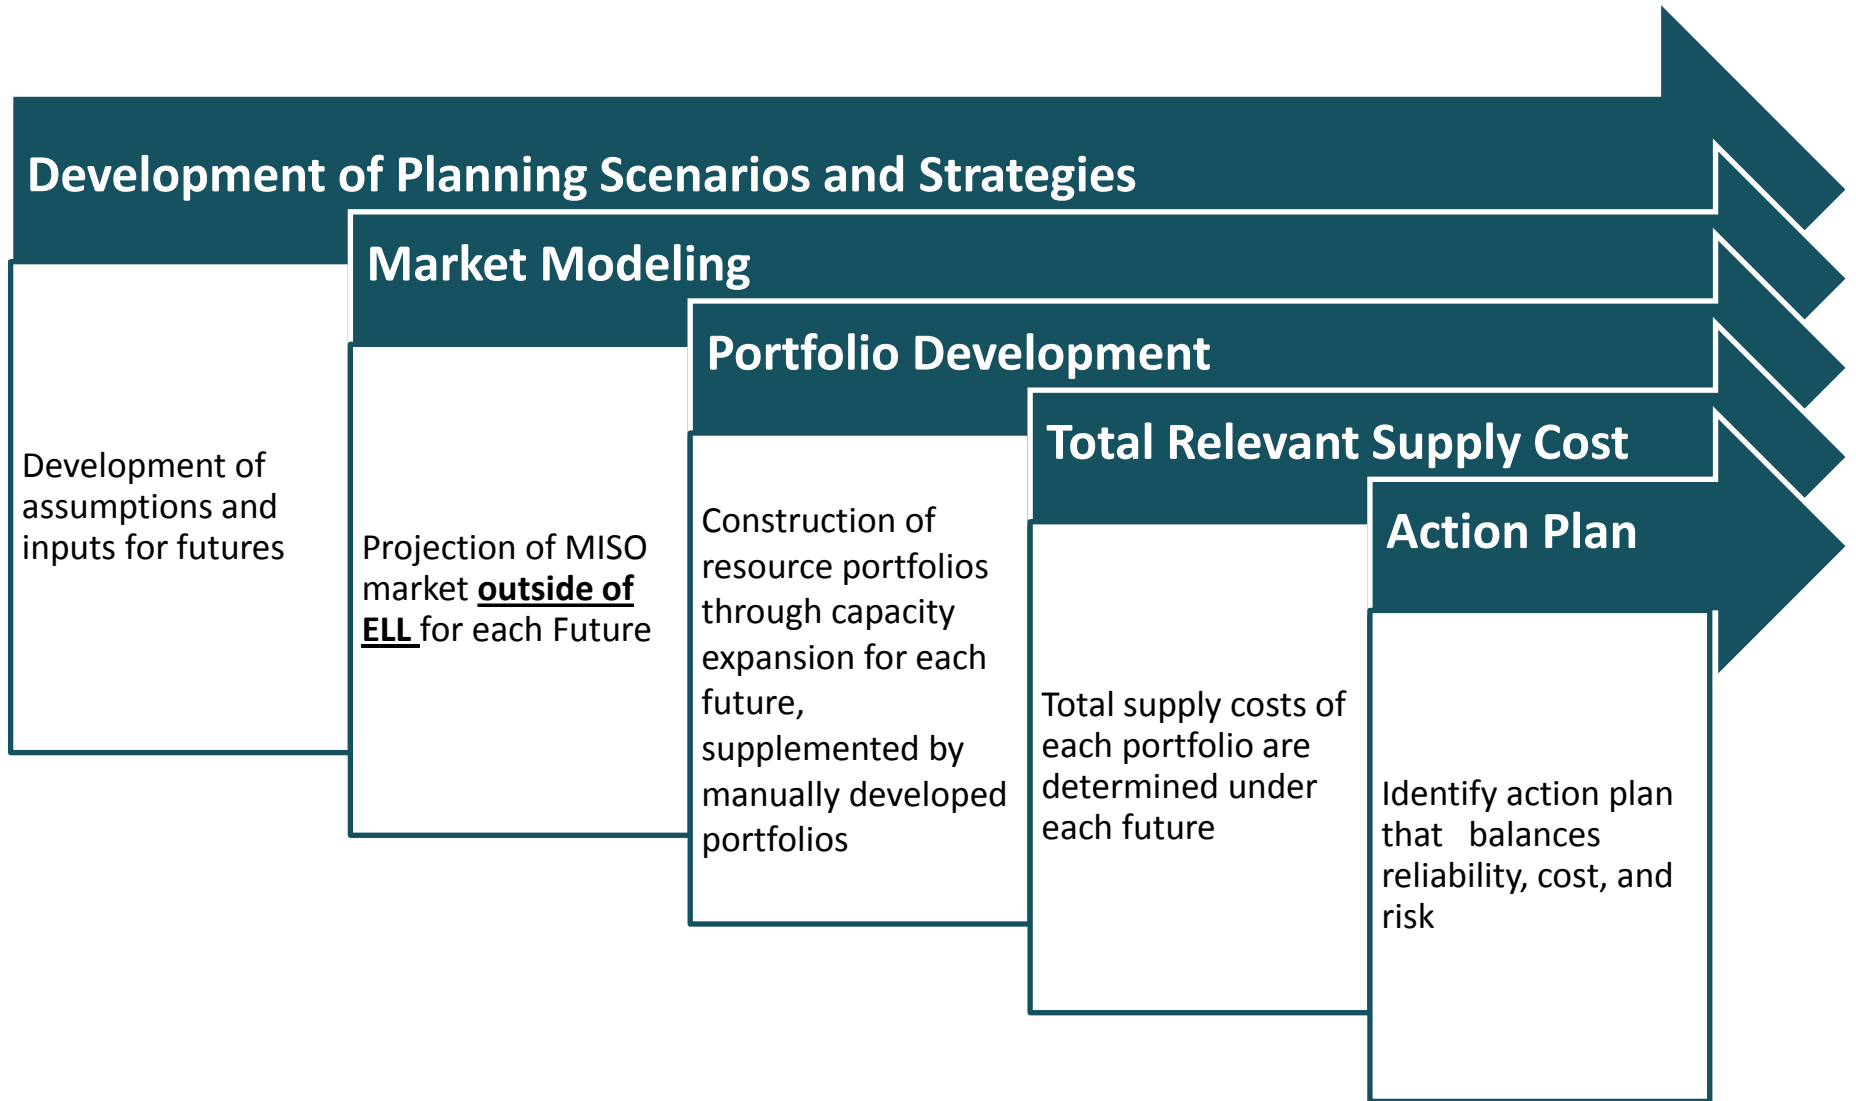 Development of Planning Scenarios and Strategies
Development of
assumptions and
inputs for futures
Market Modeling
Projection of MISO
market outside of
ELL for each Future
Portfolio Development
Construction of
resource portfolios
through capacity
expansion for each
future,
supplemented by
manually developed
portfolios
Total Relevant Supply Cost
Total supply costs of
each portfolio are
determined under
each future
Action Plan
Identify action plan
that   balances
reliability, cost, and
risk